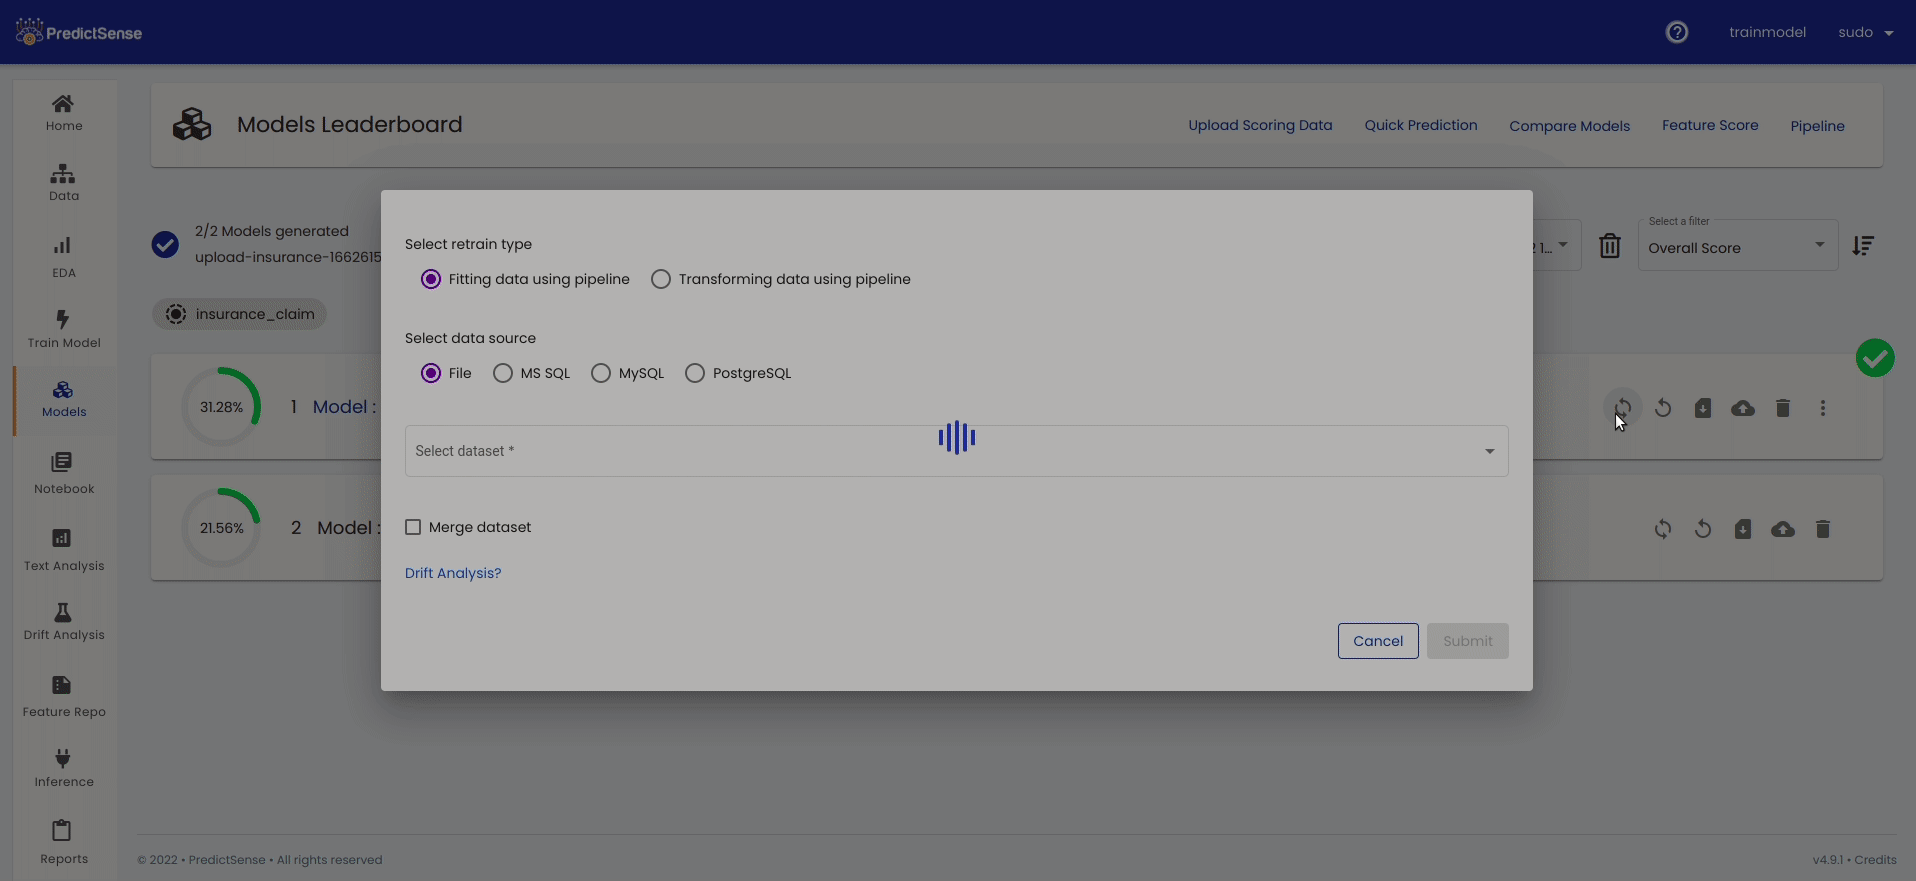 PredictSense
trainmodel
sudo
Home
Data
EDA
Train Model
Models
Notebook
Text Analysis
Drift Analysis
Feature Repo
Inference
Reports
Models Leaderboard
Upload Scoring Data
Quick Prediction
Compare Models
Feature Score
Pipeline
2/2 Models generated
upload-insurance-1662615
2 1...
Select a filter
Overall Score
insurance_claim
31.28%
1 Model :
21.56%
2 Model :
Select retrain type
Fitting data using pipeline
Transforming data using pipeline
Select data source
File
MS SQL
MySQL
PostgreSQL
Select dataset *
Merge dataset
Drift Analysis?
Cancel
Submit
© 2022 • PredictSense • All rights reserved
v4.9.1 • Credits